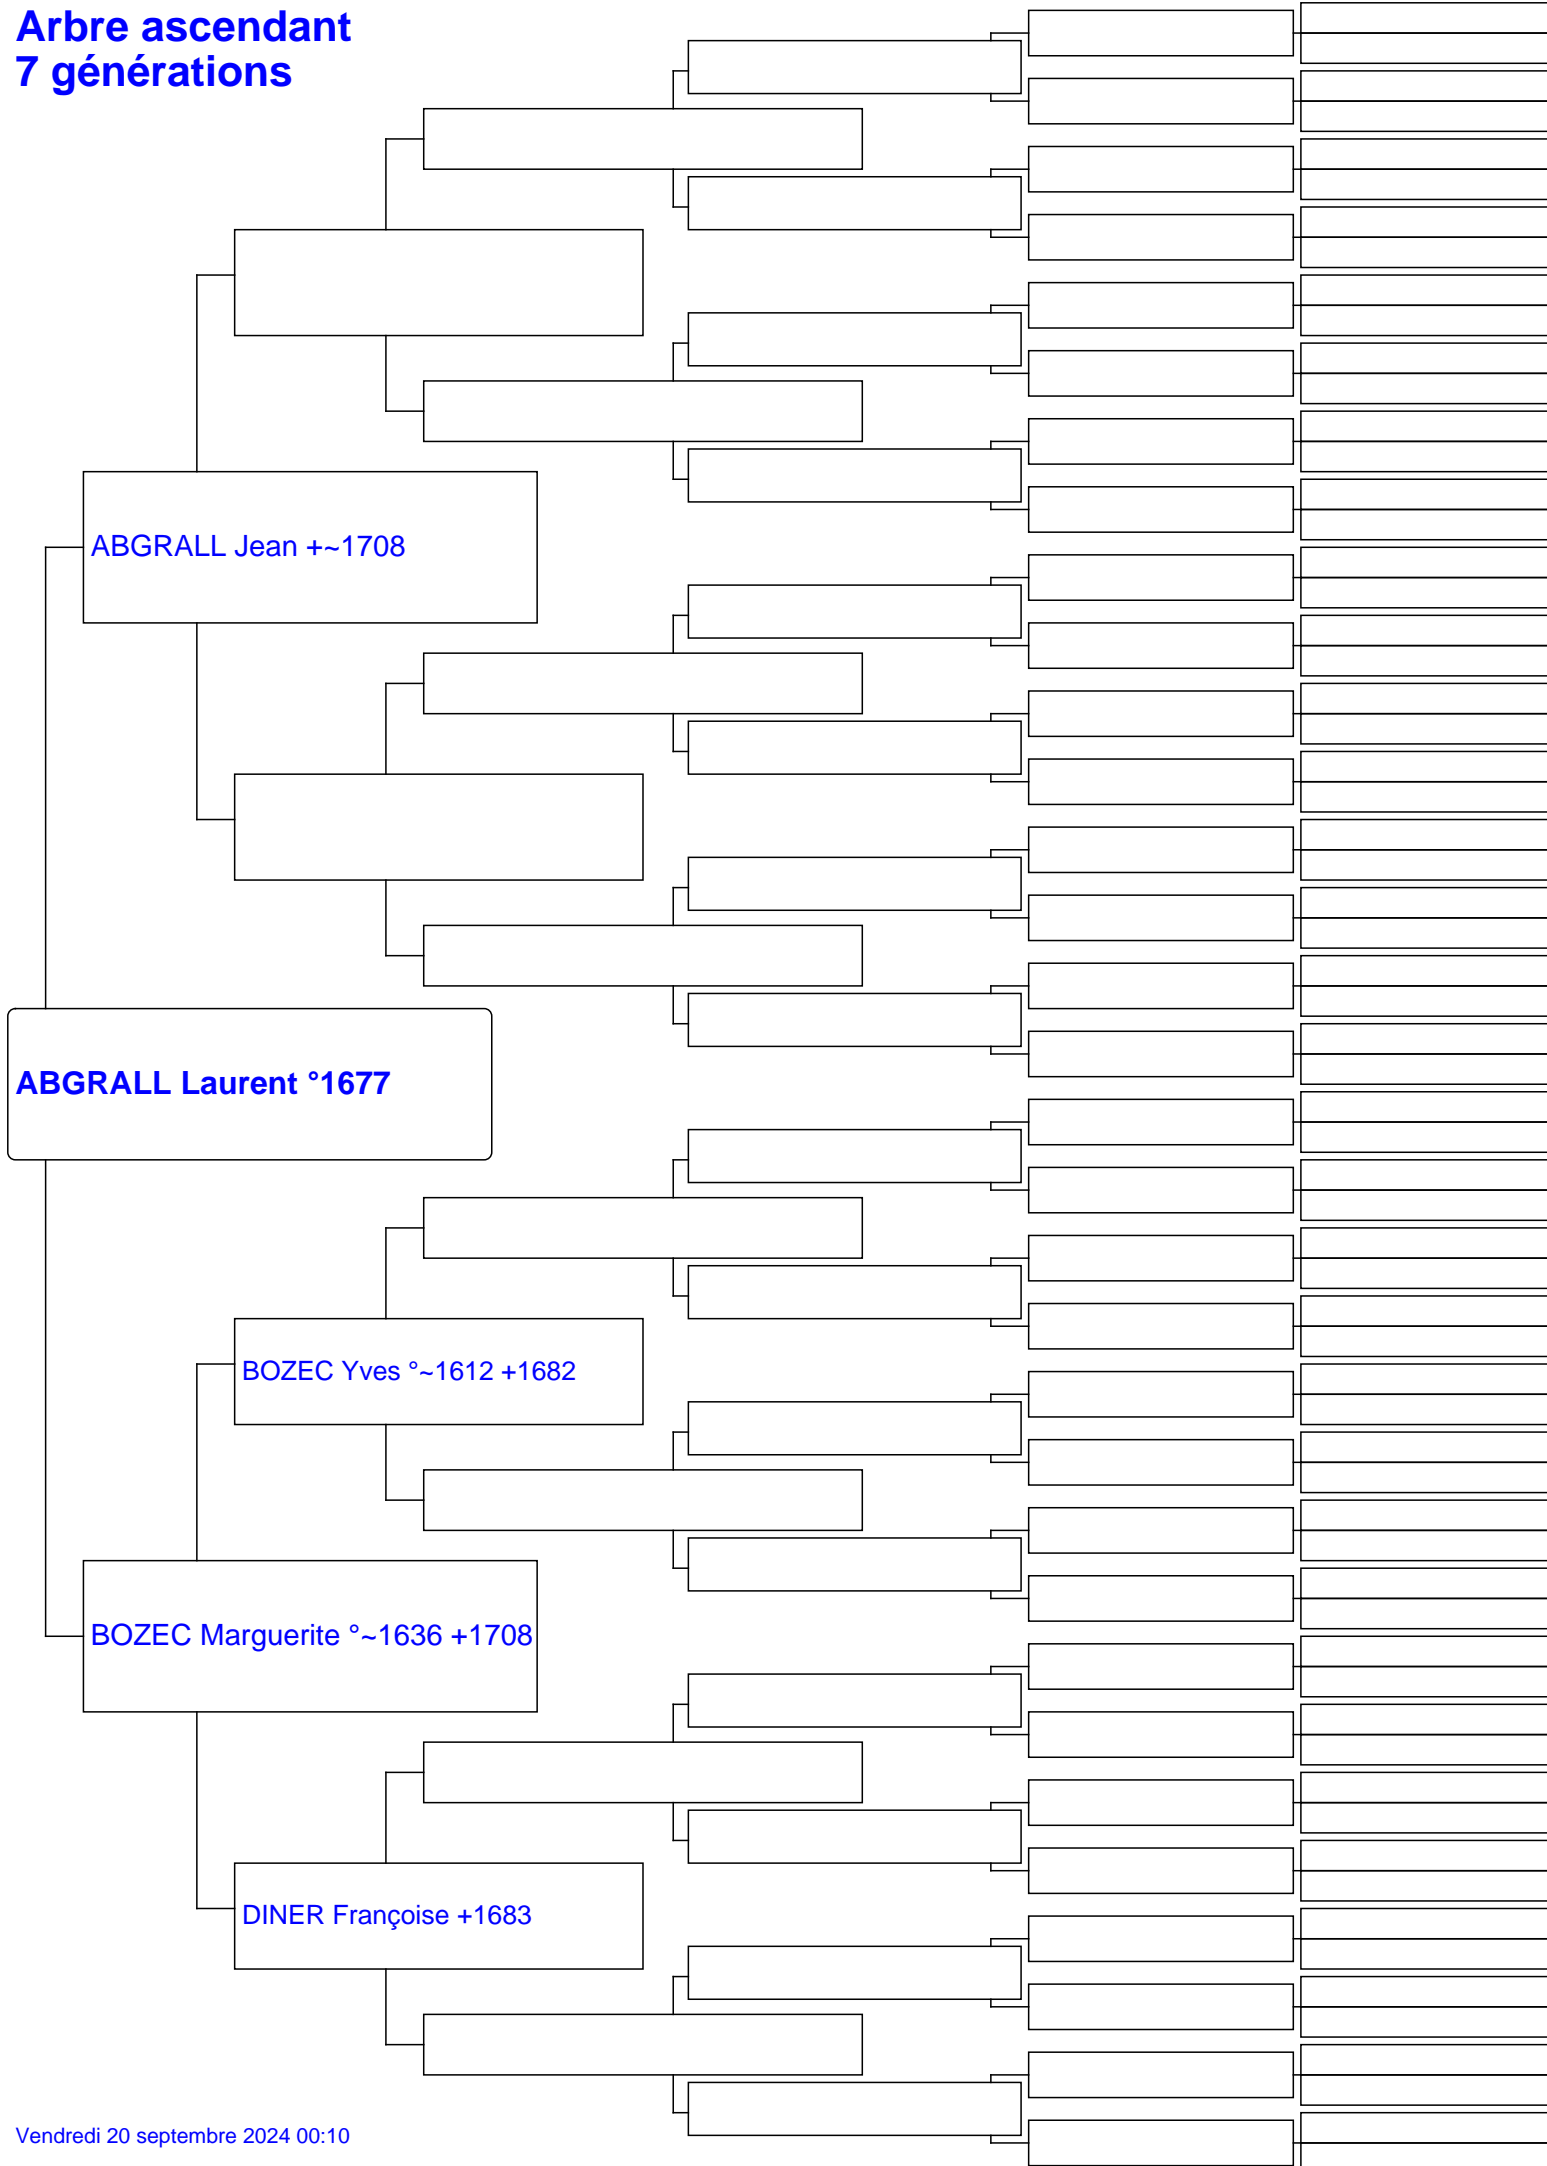 Arbre ascendant
7 générations
ABGRALL Jean +~1708
ABGRALL Laurent °1677
BOZEC Yves °~1612 +1682
BOZEC Marguerite °~1636 +1708
DINER Françoise +1683
Vendredi 20 septembre 2024 00:10